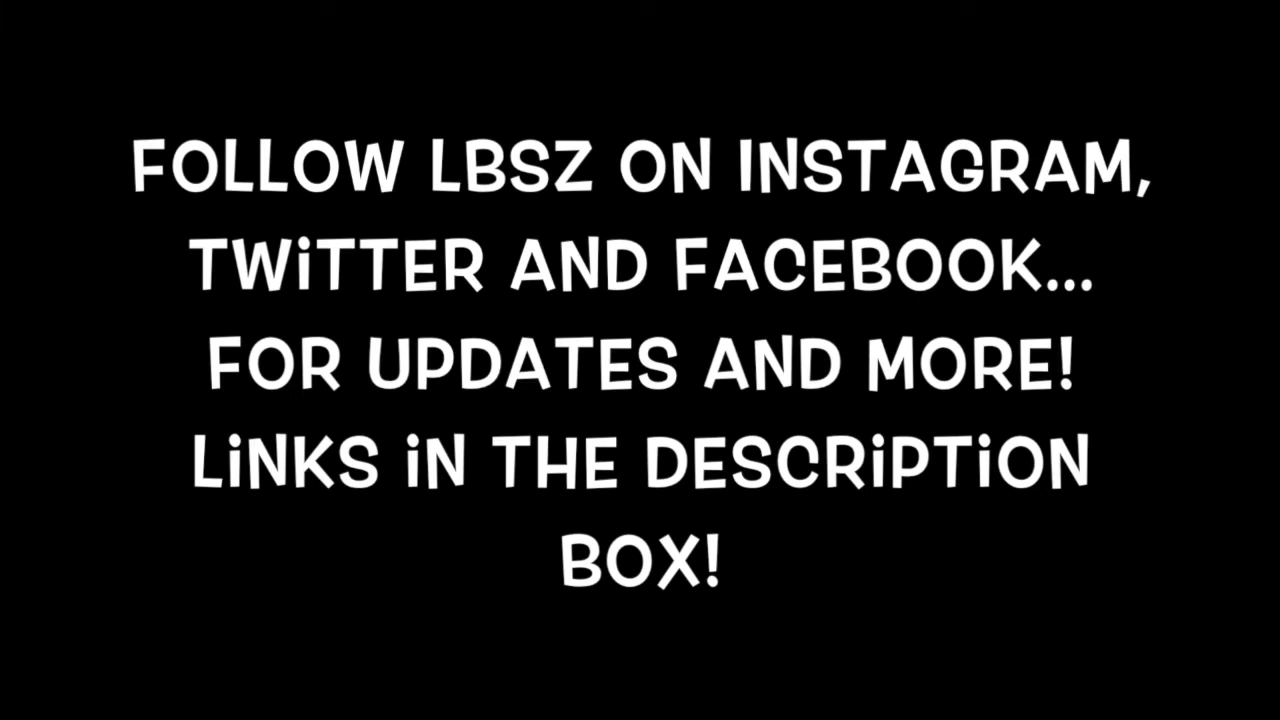 FOLLOW LBSZ ON INSTAGRAM,
TWiTTER AND FACEBOOK...
FOR UPDATES AND MORE!
LiNKS iN THE DESCRiPTiON
BOX!